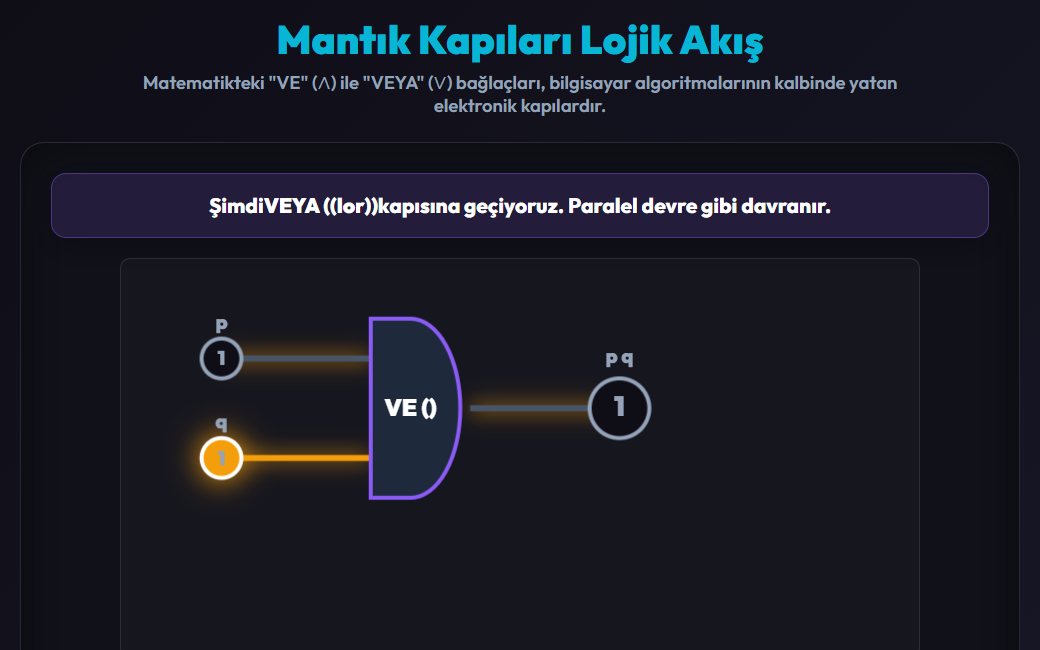 Mantık Kapıları Lojik Akış
Matematikteki "VE" (∧) ile "VEYA" (∨) bağlaçları, bilgisayar algoritmalarının kalbinde yatan
elektronik kapılardır.
ŞimdiVEYA ((lor))kapısına geçiyoruz. Paralel devre gibi davranır.
p
1
p q
VE ()
1
q
1